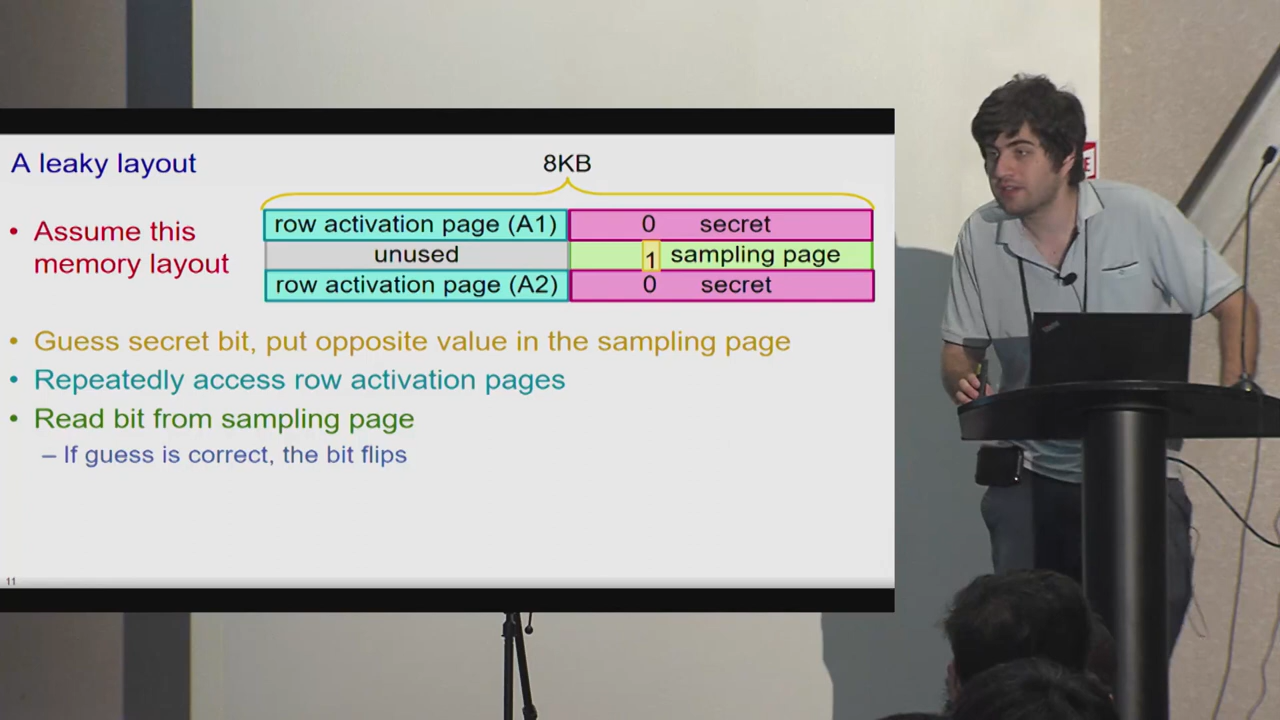 A leaky layout
8KB
• Assume this
memory layout
row activation page (A1) 0 secret
unused 1 sampling page
row activation page (A2) 0 secret
• Guess secret bit, put opposite value in the sampling page
• Repeatedly access row activation pages
• Read bit from sampling page
– If guess is correct, the bit flips
11